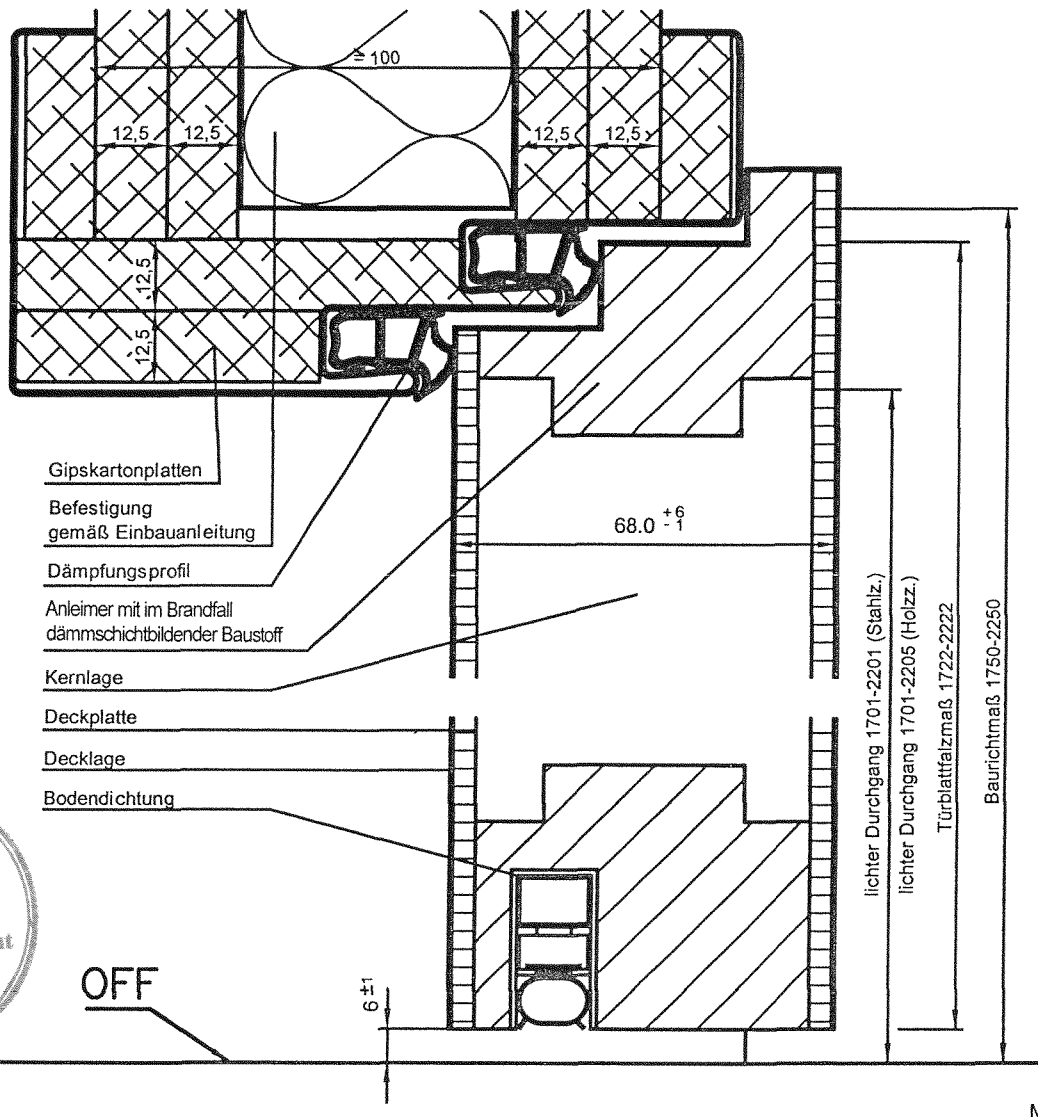 ≥ 100
12,5
12,5
12,5
12,5
12,5
12,5
Gipskartonplatten
Befestigung
gemäß Einbauanleitung
Dämpfungsprofil
Anleimer mit im Brandfall
dämmschichtbildender Baustoff
Kernlage
Deckplatte
Decklage
Bodendichtung
68.0 +6 -1
lichter Durchgang 1701-2201 (Stahlz.)
lichter Durchgang 1701-2205 (Holzz.)
Türblattfalzmaß 1722-2222
Baurichtmaß 1750-2250
OFF
6 ±1